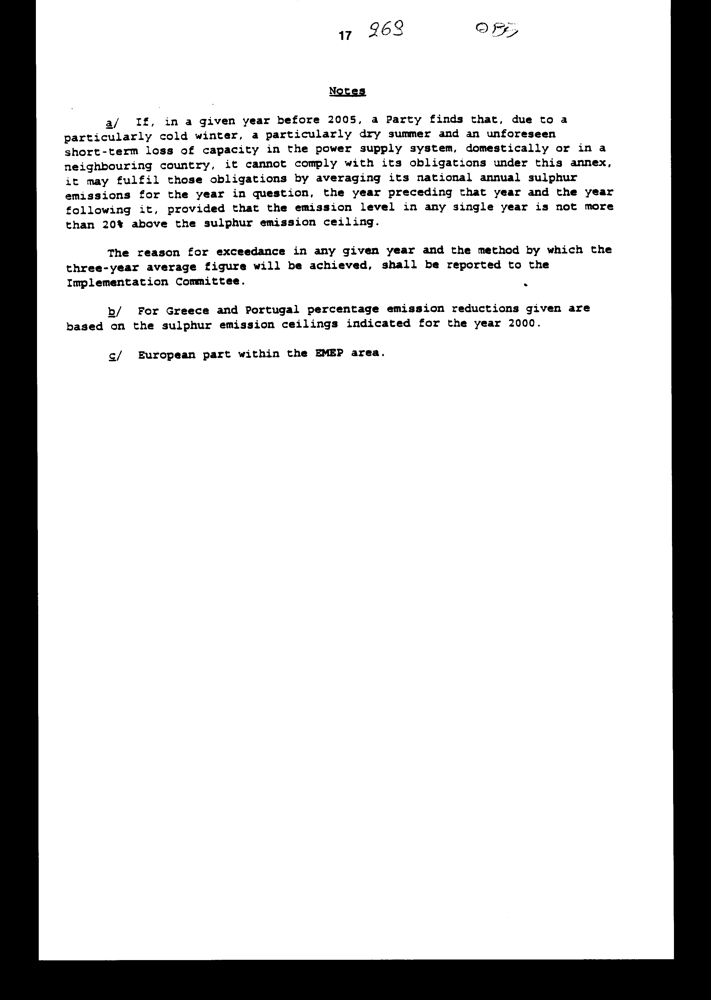 17 269
Notes
a/ If, in a given year before 2005, a Party finds that, due to a
particularly cold winter, a particularly dry summer and an unforeseen
short-term loss of capacity in the power supply system, domestically or in a
neighbouring country, it cannot comply with its obligations under this annex,
it may fulfil those obligations by averaging its national annual sulphur
emissions for the year in question, the year preceding that year and the year
following it, provided that the emission level in any single year is not more
than 20% above the sulphur emission ceiling.
The reason for exceedance in any given year and the method by which the
three-year average figure will be achieved, shall be reported to the
Implementation Committee.
b/ For Greece and Portugal percentage emission reductions given are
based on the sulphur emission ceilings indicated for the year 2000.
c/ European part within the EMEP area.